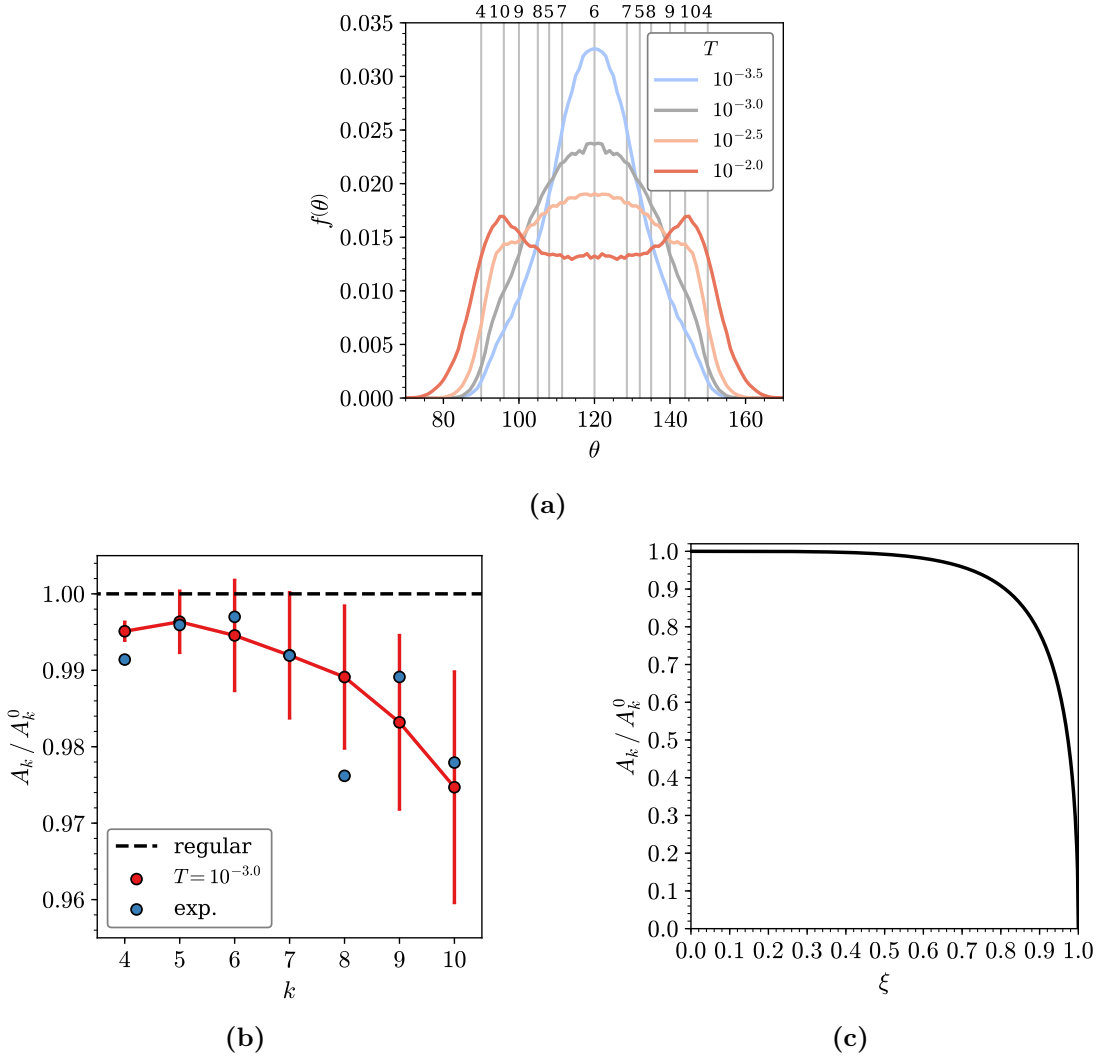 4 10 9 8 5 7 6 7 5 8 9 10 4
0.035
0.030
0.025
0.020
0.015
0.010
0.005
0.000
f(θ)
T
10^{-3.5}
10^{-3.0}
10^{-2.5}
10^{-2.0}
80 100 120 140 160
θ
(a)
1.00
0.99
0.98
0.97
0.96
A_k / A_k^0
regular
T = 10^{-3.0}
exp.
4 5 6 7 8 9 10
k
(b)
1.0
0.9
0.8
0.7
0.6
0.5
0.4
0.3
0.2
0.1
0.0
A_k / A_k^0
0.0 0.1 0.2 0.3 0.4 0.5 0.6 0.7 0.8 0.9 1.0
ξ
(c)